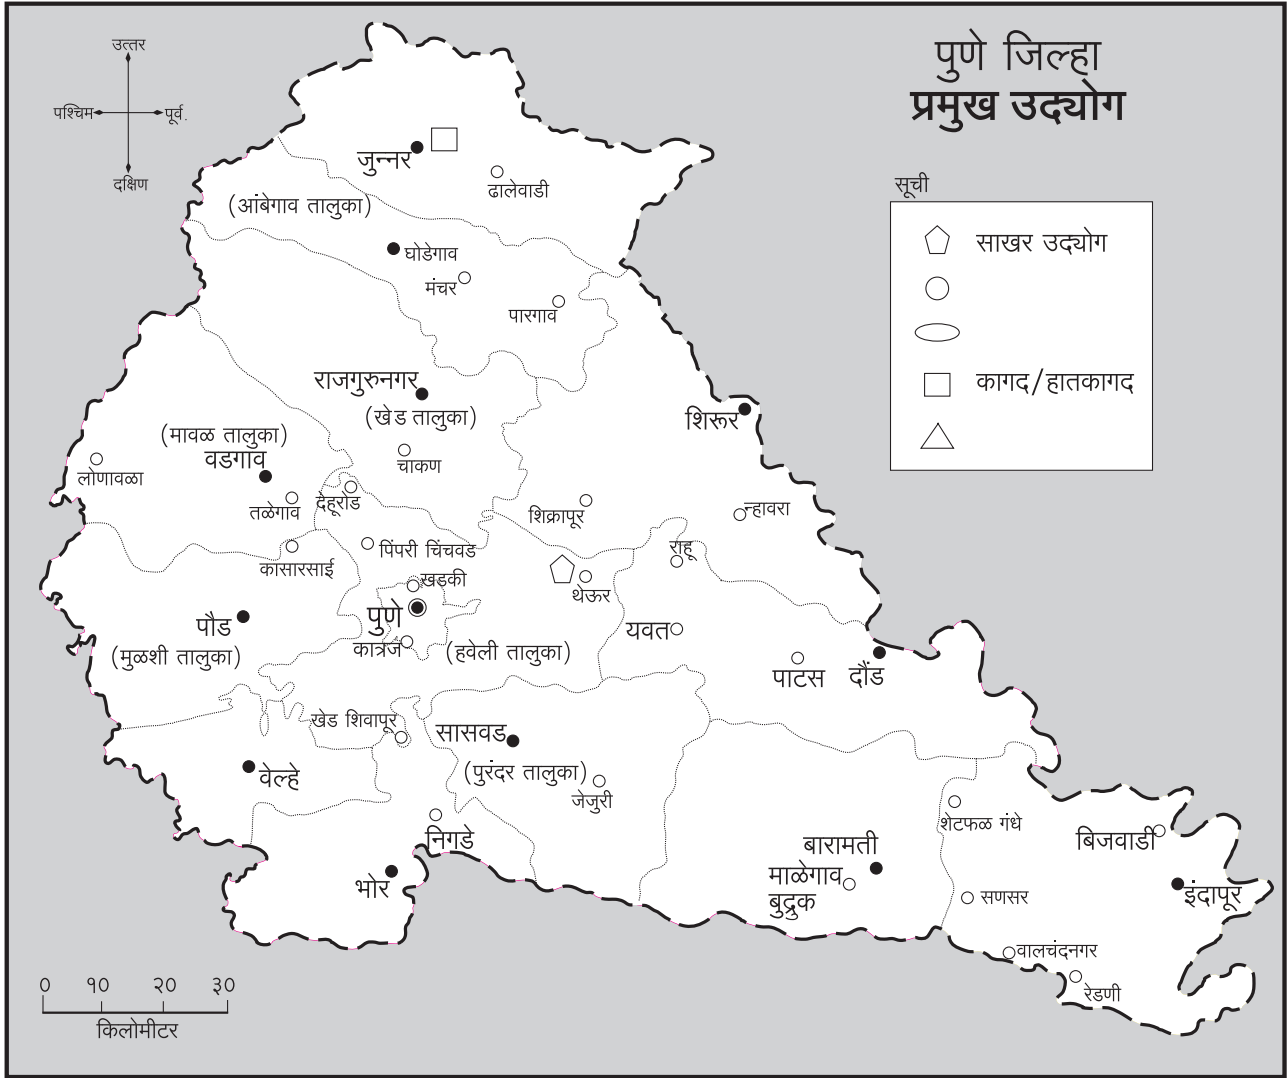 उत्तर
पश्चिम
पूर्व.
दक्षिण
पुणे जिल्हा
प्रमुख उद्योग
सूची
साखर उद्योग
कागद/हातकागद
जुन्नर
ढालेवाडी
(आंबेगाव तालुका)
घोडेगाव
मंचर
पारगाव
राजगुरुनगर
(खेड तालुका)
चाकण
शिरूर
(मावळ तालुका)
वडगाव
लोणावळा
तळेगाव
देहूरोड
शिक्रापूर
न्हावरा
कासारसाई
पिंपरी चिंचवड
राहू
खडकी
थेऊर
पुणे
पौड
यवत
(मुळशी तालुका)
कात्रज
(हवेली तालुका)
पाटस
दौंड
खेड शिवापूर
सासवड
वेल्हे
(पुरंदर तालुका)
जेजुरी
शेटफळ गंधे
निगडे
बारामती
बिजवाडी
भोर
माळेगाव
बुद्रुक
सणसर
इंदापूर
वालचंदनगर
रेडणी
० १० २० ३०
किलोमीटर